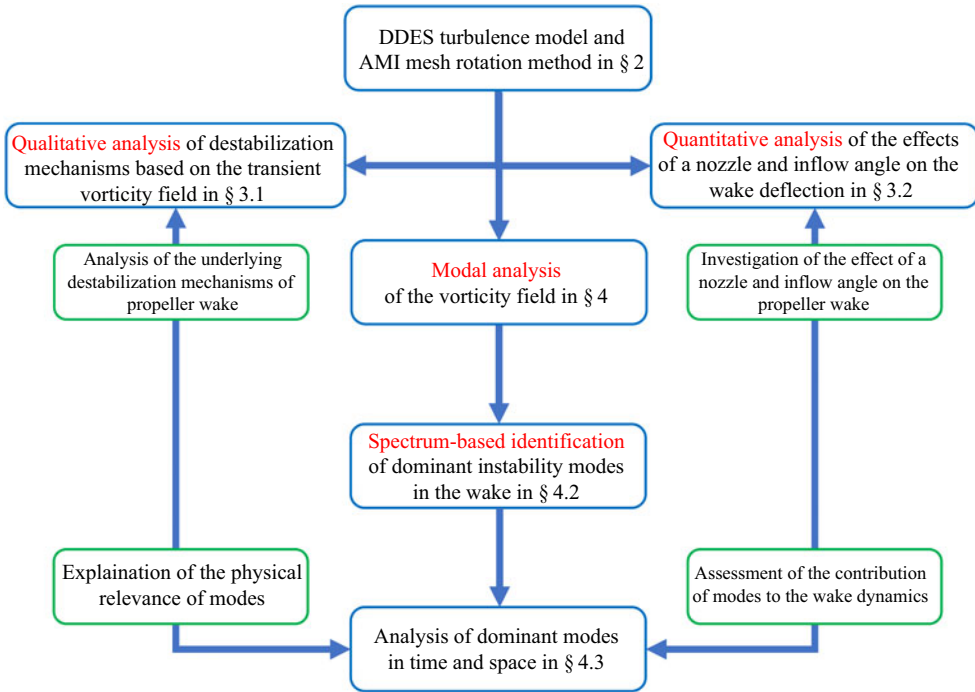 DDES turbulence model and
AMI mesh rotation method in § 2
Qualitative analysis of destabilization
mechanisms based on the transient
vorticity field in § 3.1
Quantitative analysis of the effects
of a nozzle and inflow angle on
the wake deflection in § 3.2
Analysis of the underlying
destabilization mechanisms of
propeller wake
Modal analysis
of the vorticity field in § 4
Investigation of the effect of a
nozzle and inflow angle on the
propeller wake
Spectrum-based identification
of dominant instability modes
in the wake in § 4.2
Explaination of the physical
relevance of modes
Assessment of the contribution
of modes to the wake dynamics
Analysis of dominant modes
in time and space in § 4.3